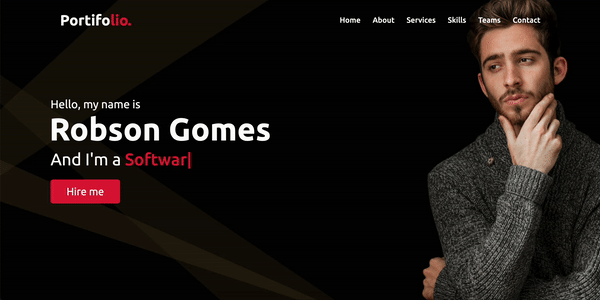 Portifolio.
Home About Services Skills Teams Contact
Hello, my name is
Robson Gomes
And I'm a Softwar|
Hire me